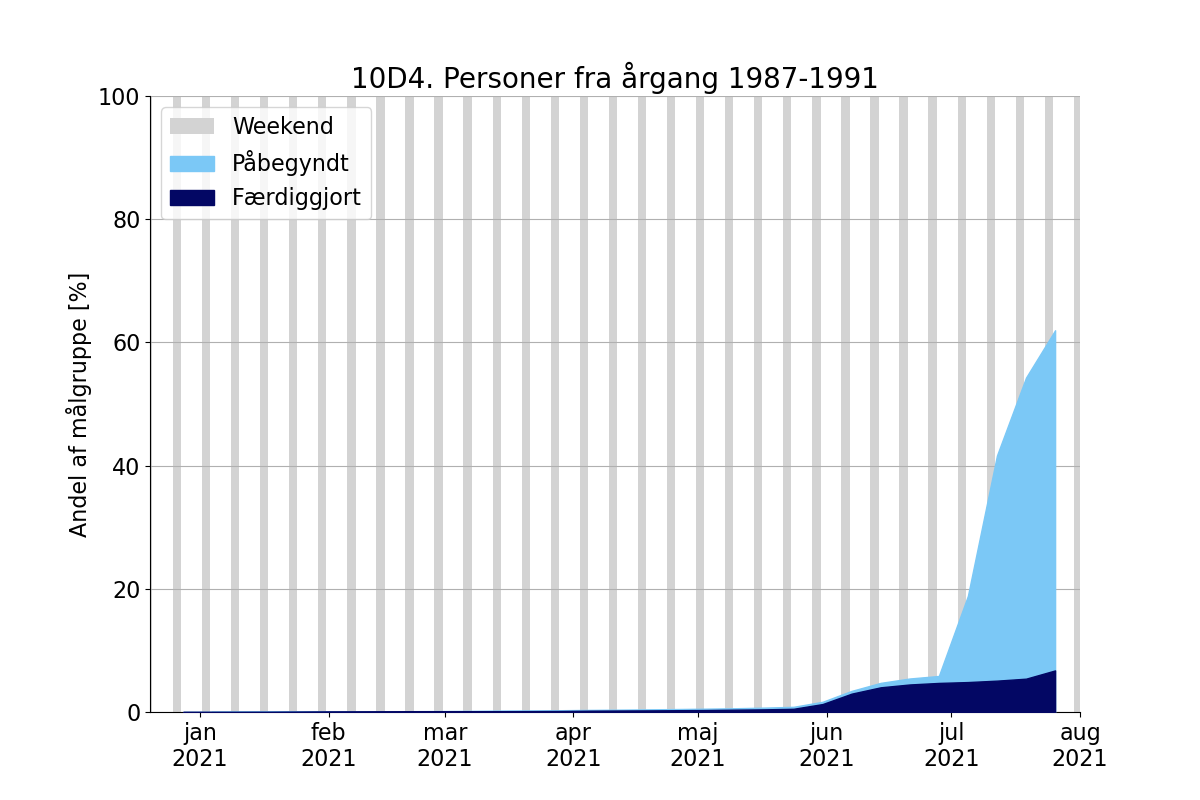 10D4. Personer fra årgang 1987-1991
Andel af målgruppe [%]
100
80
60
40
20
0
Weekend
Påbegyndt
Færdiggjort
jan feb mar apr maj jun jul aug
2021 2021 2021 2021 2021 2021 2021 2021